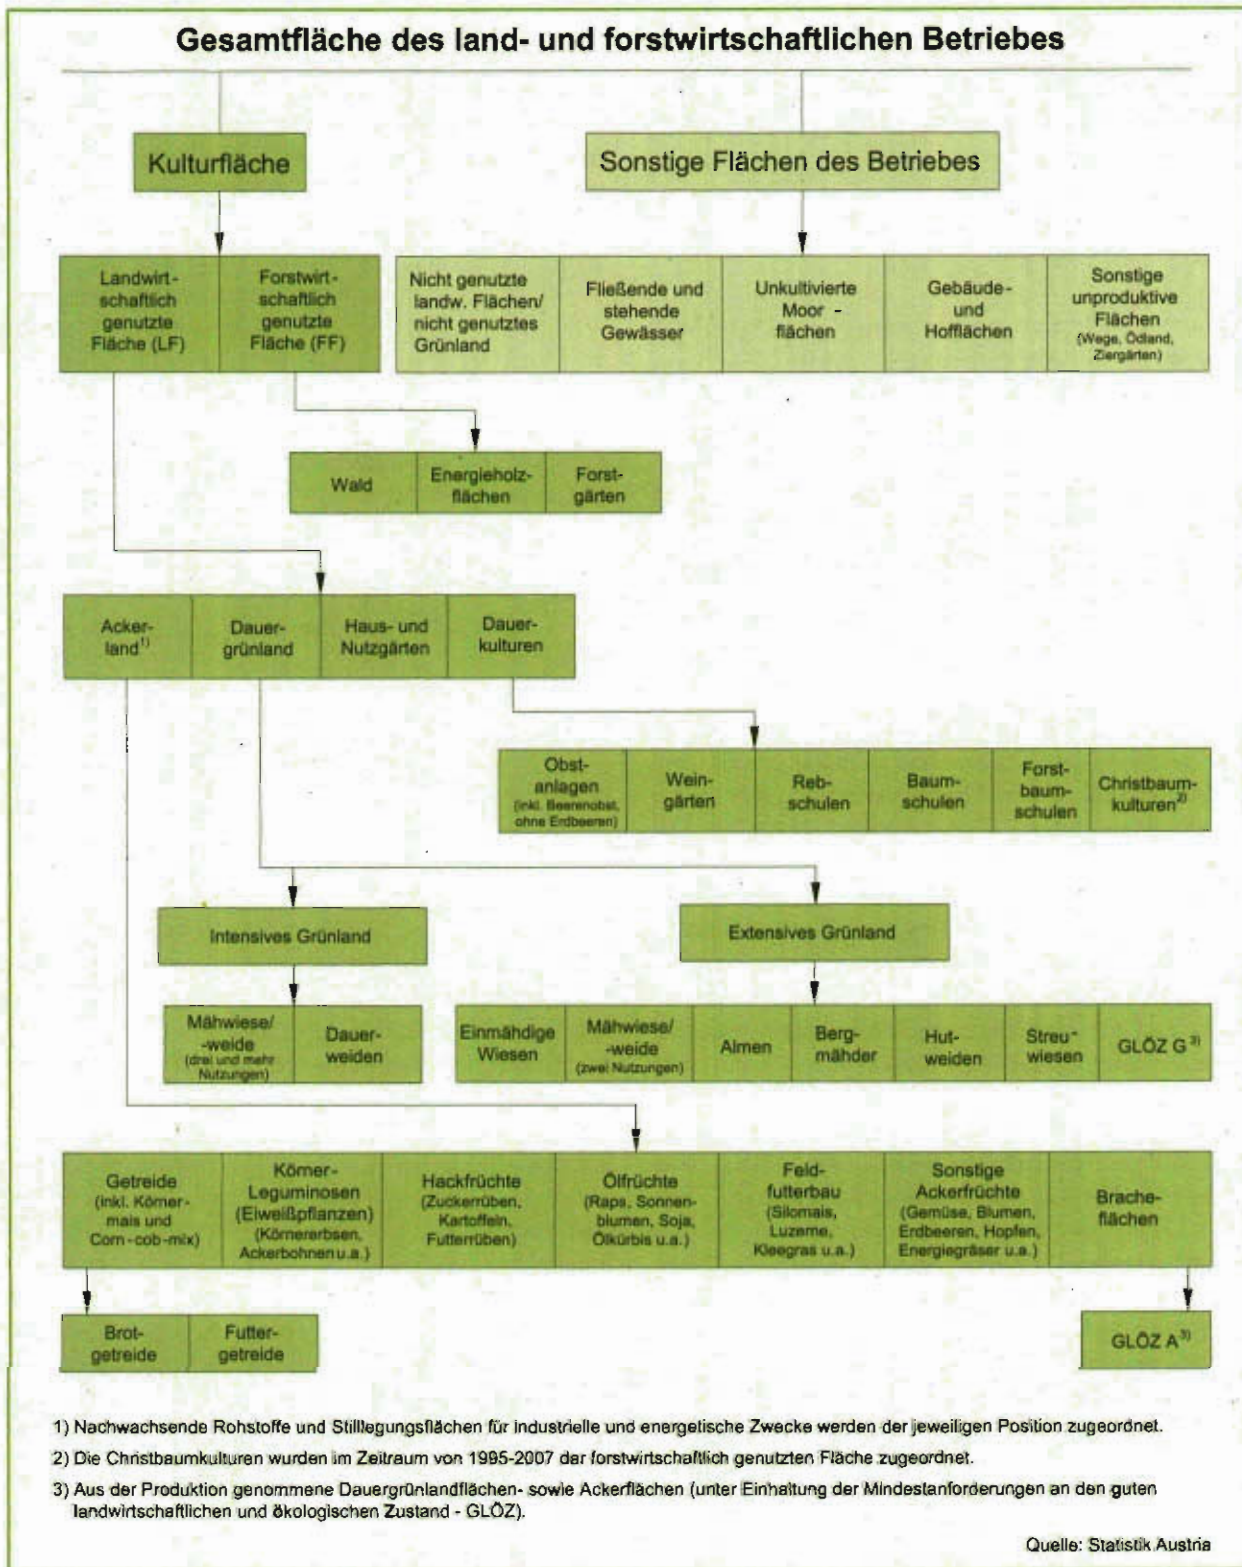 Gesamtfläche des land- und forstwirtschaftlichen Betriebes
Kulturfläche
Sonstige Flächen des Betriebes
Landwirt-
schaftlich
genutzte
Fläche (LF)
Forstwirt-
schaftlich
genutzte
Fläche (FF)
Nicht genutzte
landw. Flächen/
nicht genutztes
Grünland
Fließende und
stehende
Gewässer
Unkultivierte
Moor -
flächen
Gebäude-
und
Hofflächen
Sonstige
unproduktive
Flächen
(Wege, Ödland,
Ziergärten)
Wald
Energieholz-
flächen
Forst-
gärten
Acker-
land1)
Dauer-
grünland
Haus- und
Nutzgärten
Dauer-
kulturen
Obst-
anlagen
(inkl. Beerenobst,
ohne Erdbeeren)
Wein-
gärten
Reb-
schulen
Baum-
schulen
Forst-
baum-
schulen
Christbaum-
kulturen2)
Intensives Grünland
Extensives Grünland
Mähwiese/
-weide
(drei und mehr
Nutzungen)
Dauer-
weiden
Einmähdige
Wiesen
Mähwiese/
-weide
(zwei Nutzungen)
Almen
Berg-
mähder
Hut-
weiden
Streu-
wiesen
GLÖZ G3)
Getreide
(inkl. Körner-
mais und
Corn-cob-mix)
Körner-
Leguminosen
(Eiweißpflanzen)
(Körnererbsen,
Ackerbohnen u.a.)
Hackfrüchte
(Zuckerrüben,
Kartoffeln,
Futterrüben)
Ölfrüchte
(Raps, Sonnen-
blumen, Soja,
Ölkürbis u.a.)
Feld-
futterbau
(Silomais,
Luzerne,
Kleegras u.a.)
Sonstige
Ackerfrüchte
(Gemüse, Blumen,
Erdbeeren, Hopfen,
Energiegräser u.a.)
Brache-
flächen
Brot-
getreide
Futter-
getreide
GLÖZ A3)
1) Nachwachsende Rohstoffe und Stilllegungsflächen für industrielle und energetische Zwecke werden der jeweiligen Position zugeordnet.
2) Die Christbaumkulturen wurden im Zeitraum von 1995-2007 der forstwirtschaftlich genutzten Fläche zugeordnet.
3) Aus der Produktion genommene Dauergrünlandflächen- sowie Ackerflächen (unter Einhaltung der Mindestanforderungen an den guten
landwirtschaftlichen und ökologischen Zustand - GLÖZ).
Quelle: Statistik Austria